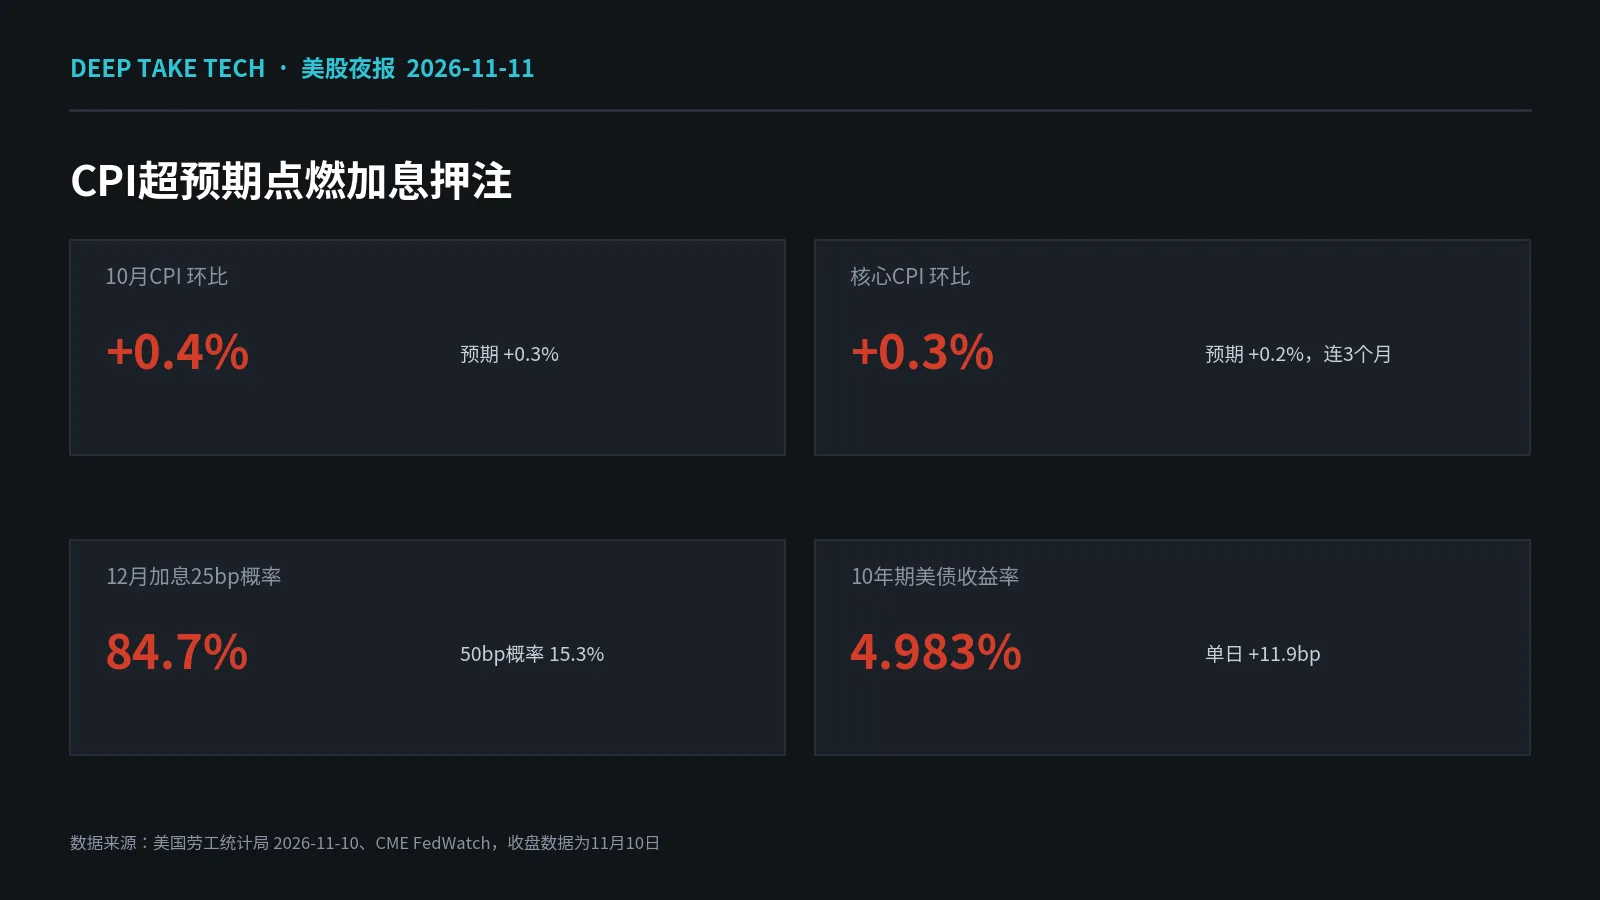 DEEP TAKE TECH · 美股夜报 2026-11-11
CPI超预期点燃加息押注
10月CPI 环比
+0.4%
预期 +0.3%
核心CPI 环比
+0.3%
预期 +0.2%，连3个月
12月加息25bp概率
84.7%
50bp概率 15.3%
10年期美债收益率
4.983%
单日 +11.9bp
数据来源：美国劳工统计局 2026-11-10、CME FedWatch，收盘数据为11月10日